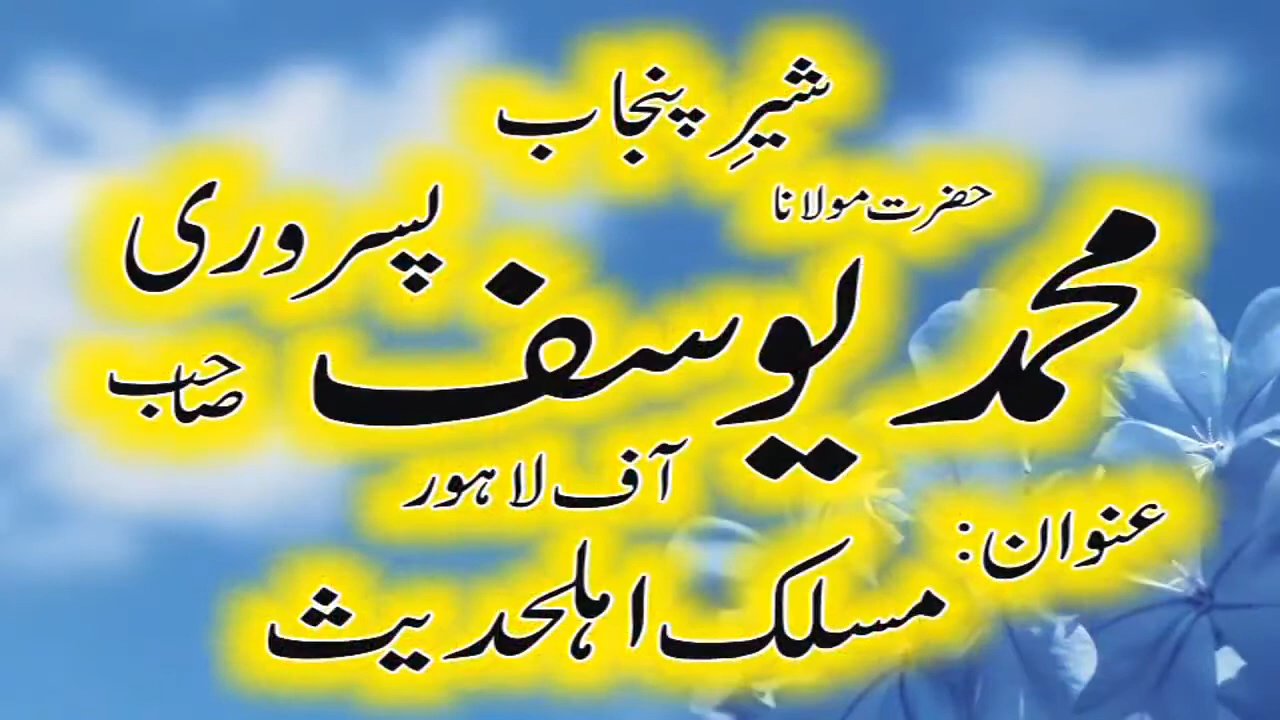 شیرِ پنجاب
حضرت مولانا
محمد یوسف پسروری صاحب
آف لاہور
عنوان:
مسلک اہلحدیث